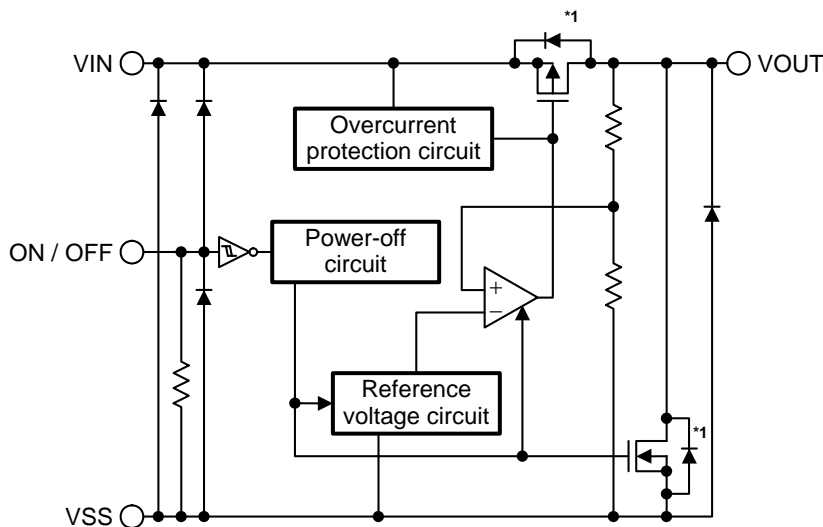 *1
VIN
VOUT
Overcurrent
protection circuit
ON / OFF
Power-off
circuit
+
−
Reference
voltage circuit
*1
VSS